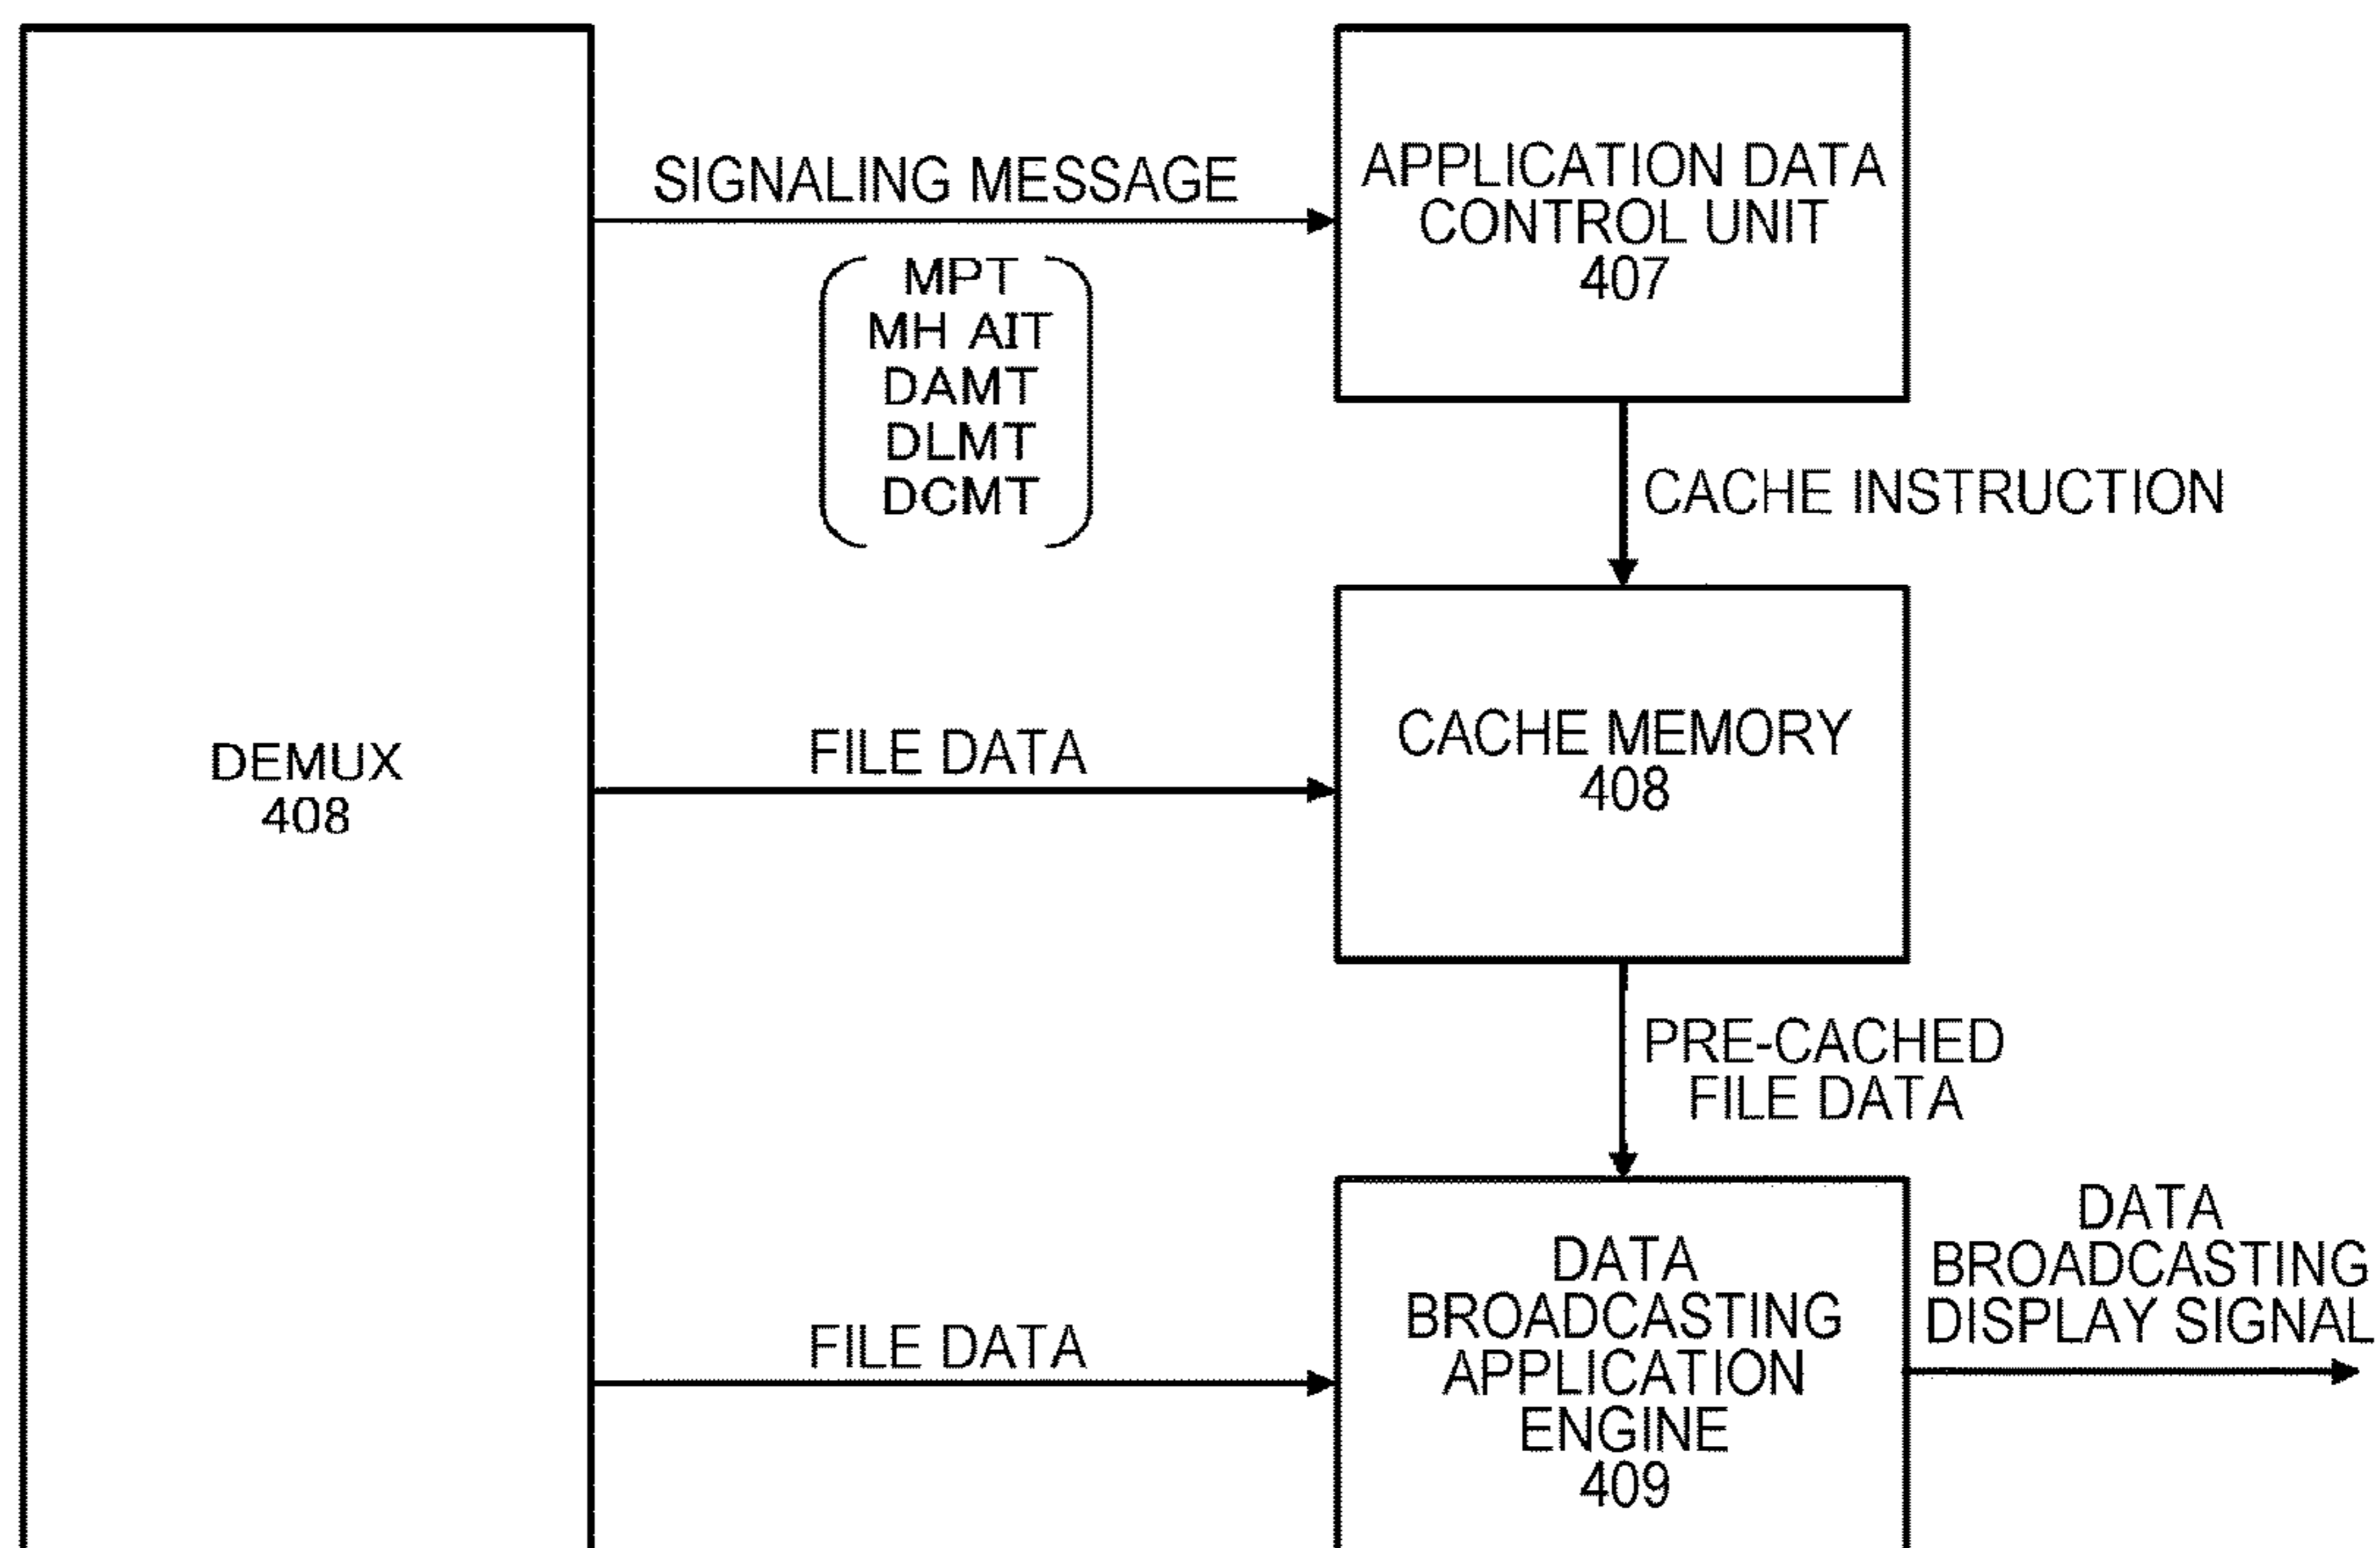 APPLICATION DATA
CONTROL UNIT
407
SIGNALING MESSAGE
MPT
MH AIT
DAMT
DLMT
DCMT
CACHE INSTRUCTION
DEMUX
408
FILE DATA
CACHE MEMORY
408
PRE-CACHED
FILE DATA
FILE DATA
DATA
BROADCASTING
APPLICATION
ENGINE
409
DATA
BROADCASTING
DISPLAY SIGNAL